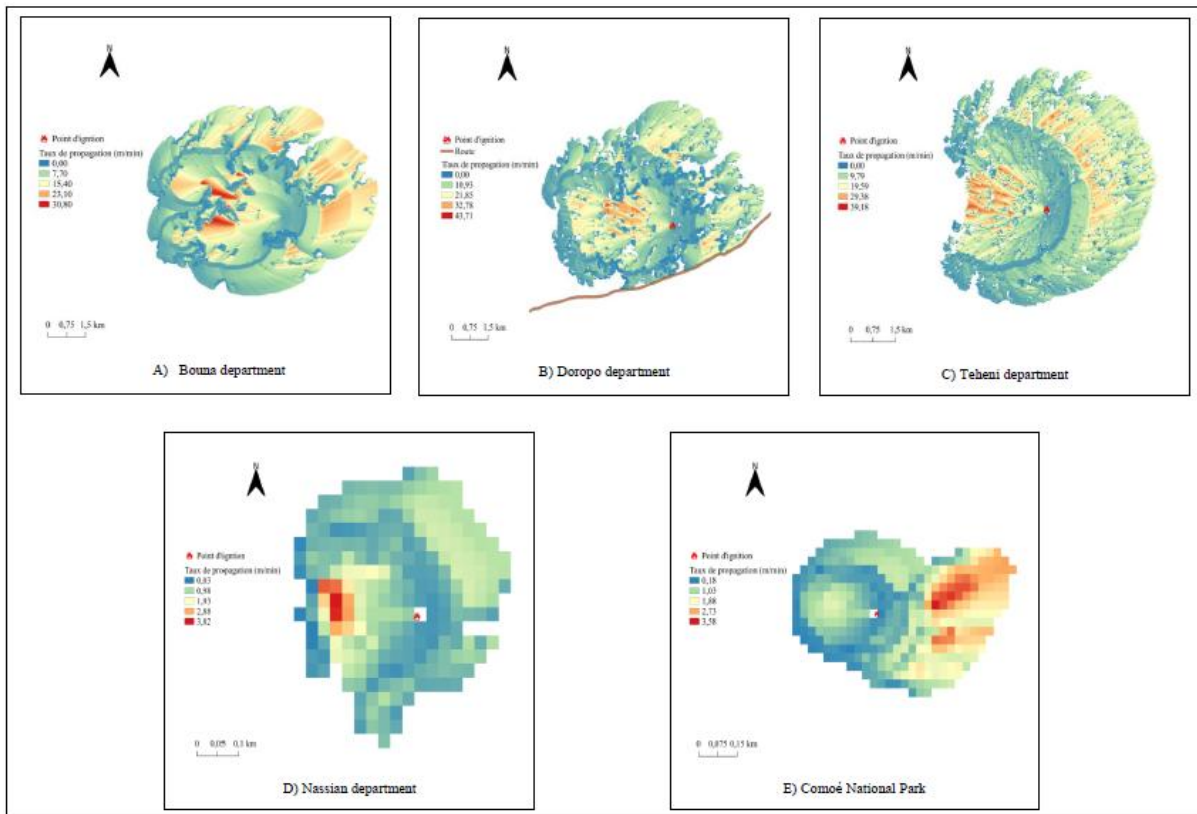 N
Point d'ignition
Taux de propagation (m/min)
0,00
7,70
15,40
23,10
30,80
0 0,75 1,5 km
A) Bouna department
N
Point d'ignition
Route
Taux de propagation (m/min)
0,00
10,93
21,85
32,78
43,71
0 0,75 1,5 km
B) Doropo department
N
Point d'ignition
Taux de propagation (m/min)
0,00
9,79
19,59
29,38
39,18
0 0,75 1,5 km
C) Teheni department
N
Point d'ignition
Taux de propagation (m/min)
0,03
0,98
1,93
2,88
3,82
0 0,05 0,1 km
D) Nassian department
N
Point d'ignition
Taux de propagation (m/min)
0,18
1,03
1,88
2,73
3,58
0 0,075 0,15 km
E) Comoé National Park